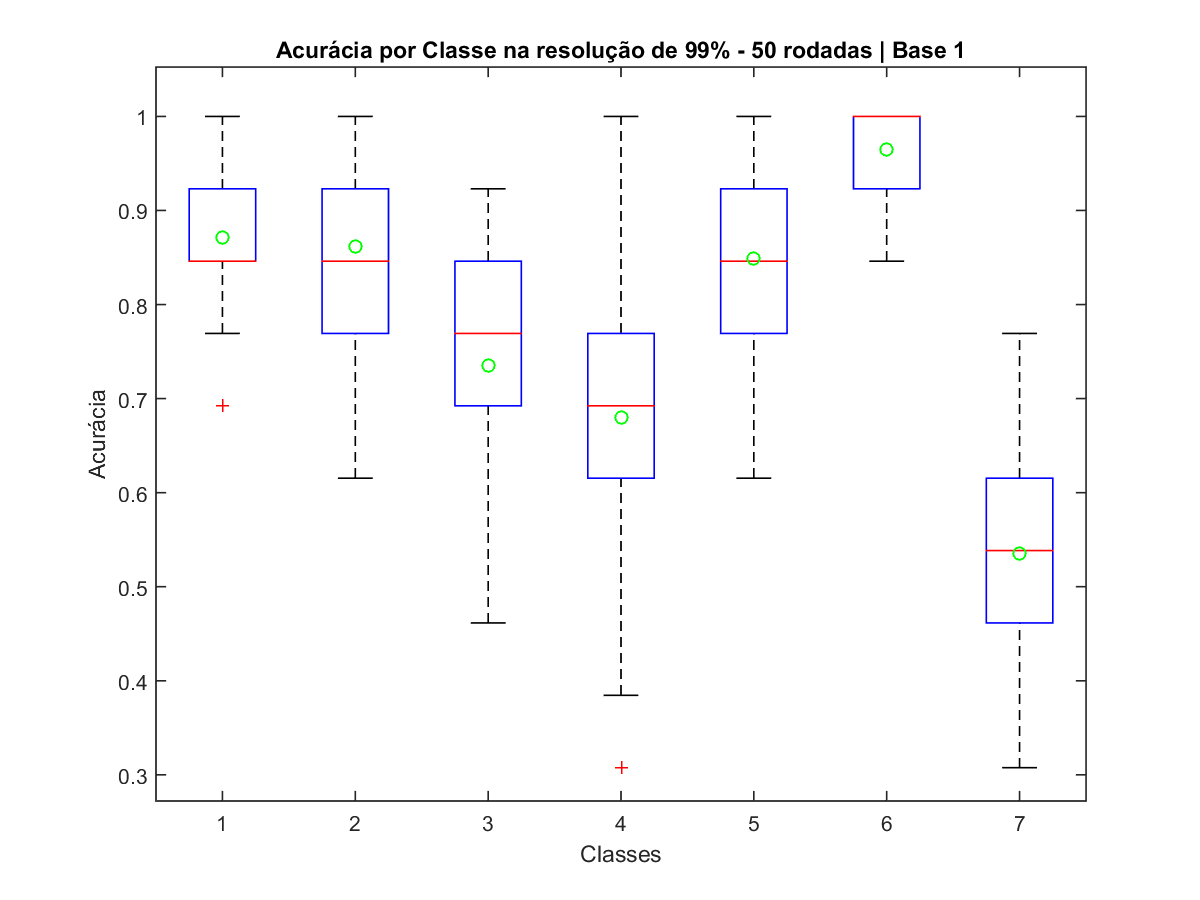 Acurácia por Classe na resolução de 99% - 50 rodadas | Base 1
1
0.9
0.8
0.7
0.6
0.5
0.4
0.3
Acurácia
1 2 3 4 5 6 7
Classes